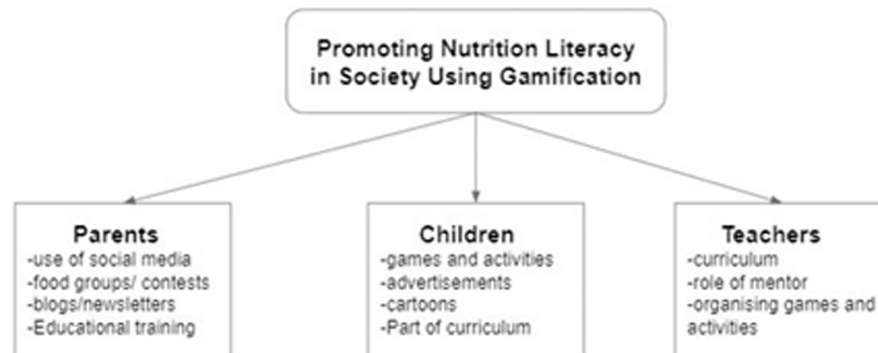 Promoting Nutrition Literacy
in Society Using Gamification
Parents
-use of social media
-food groups/ contests
-blogs/newsletters
-Educational training
Children
-games and activities
-advertisements
-cartoons
-Part of curriculum
Teachers
-curriculum
-role of mentor
-organising games and
activities